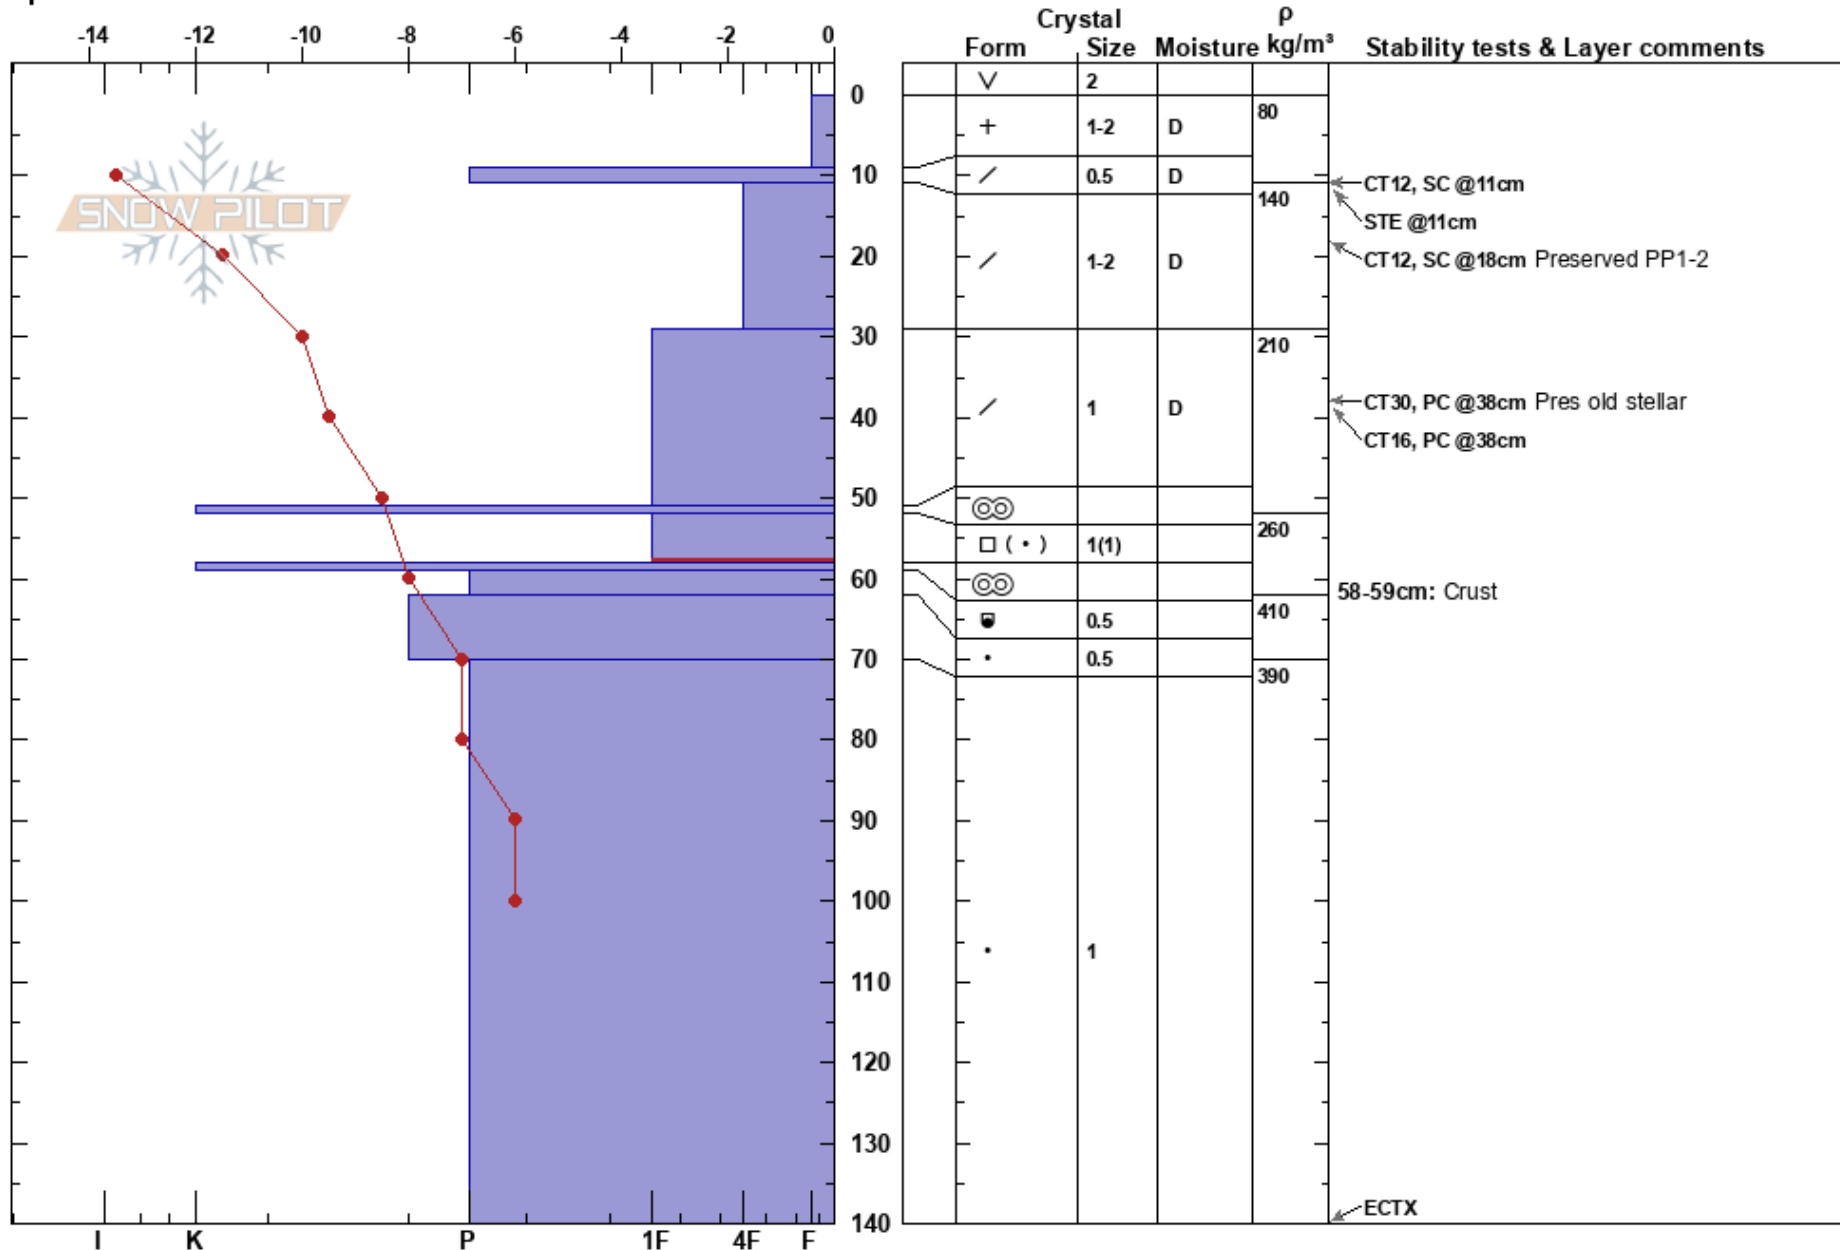 Crystal ρ
-14 -12 -10 -8 -6 -4 -2 0 Form Size Moisture kg/m³ Stability tests & Layer comments
2
0
80
1-2 D
SNOW PILOT
10 0.5 D
CT12, SC @11cm
140
STE @11cm
20 1-2 D CT12, SC @18cm Preserved PP1-2
30
210
CT30, PC @38cm Pres old stellar
40 1 D
CT16, PC @38cm
50
260
1(1)
60
58-59cm: Crust
410
0.5
70 0.5
390
80
90
100
1
110
120
130
ECTX
140
I K P 1F 4F F